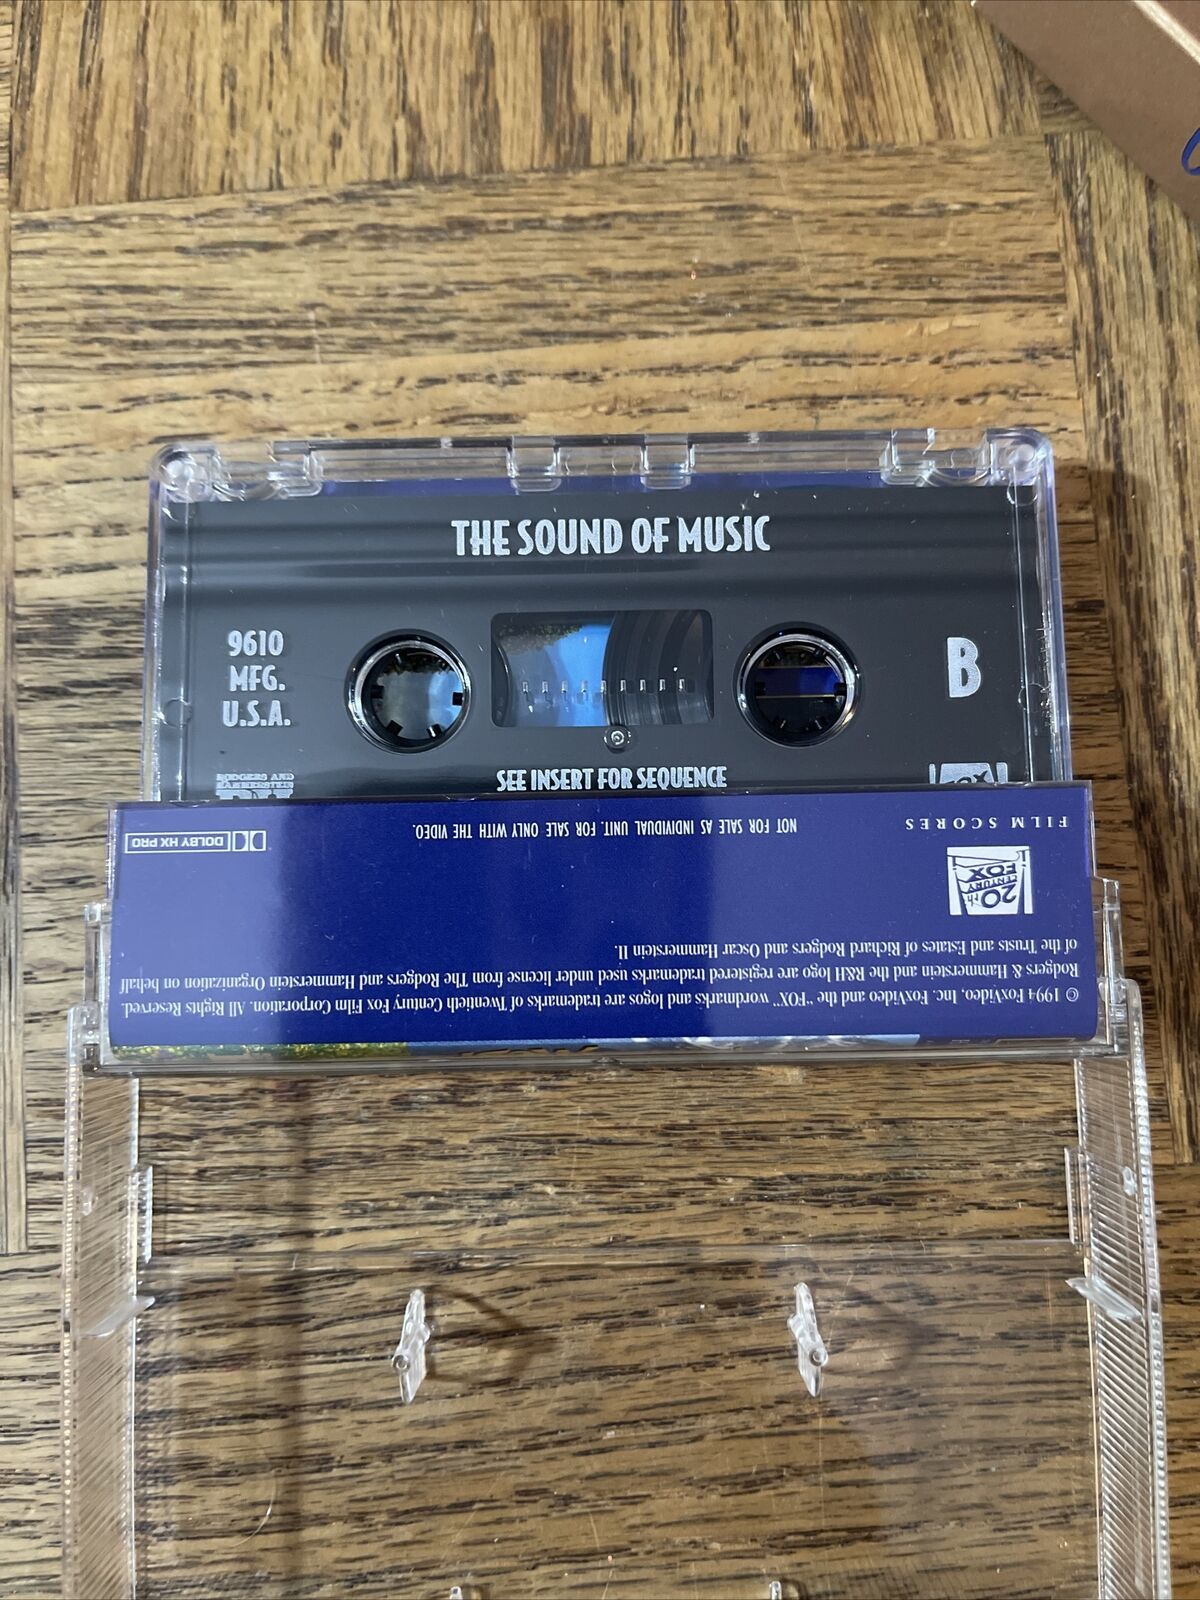 THE SOUND OF MUSIC
9610
MFG.
U.S.A.
B
SEE INSERT FOR SEQUENCE
RODGERS AND
HAMMERSTEIN
FOX
FILM SCORES
NOT FOR SALE AS INDIVIDUAL UNIT. FOR SALE ONLY WITH THE VIDEO.
DOLBY HX PRO
20th
CENTURY
FOX
© 1994 FoxVideo, Inc. FoxVideo and the "FOX" wordmarks and logos are trademarks of Twentieth Century Fox Film Corporation. All Rights Reserved.
Rodgers & Hammerstein and the R&H logo are registered trademarks used under license from The Rodgers and Hammerstein Organization on behalf
of the Trusts and Estates of Richard Rodgers and Oscar Hammerstein II.